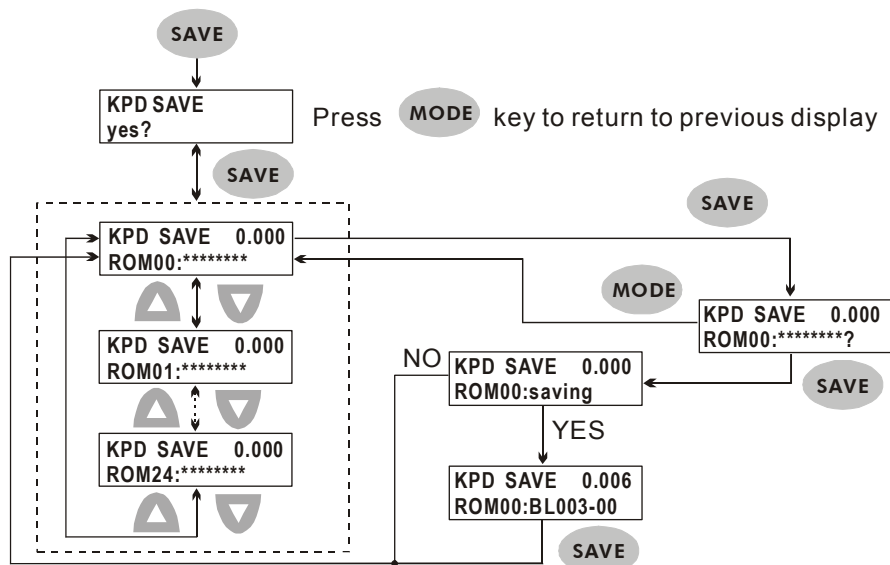 SAVE
KPD SAVE
yes?
Press MODE key to return to previous display
SAVE
SAVE
KPD SAVE 0.000
ROM00:********
MODE
KPD SAVE 0.000
ROM00:********?
KPD SAVE 0.000
ROM01:********
NO
KPD SAVE 0.000
ROM00:saving
SAVE
YES
KPD SAVE 0.000
ROM24:********
KPD SAVE 0.006
ROM00:BL003-00
SAVE